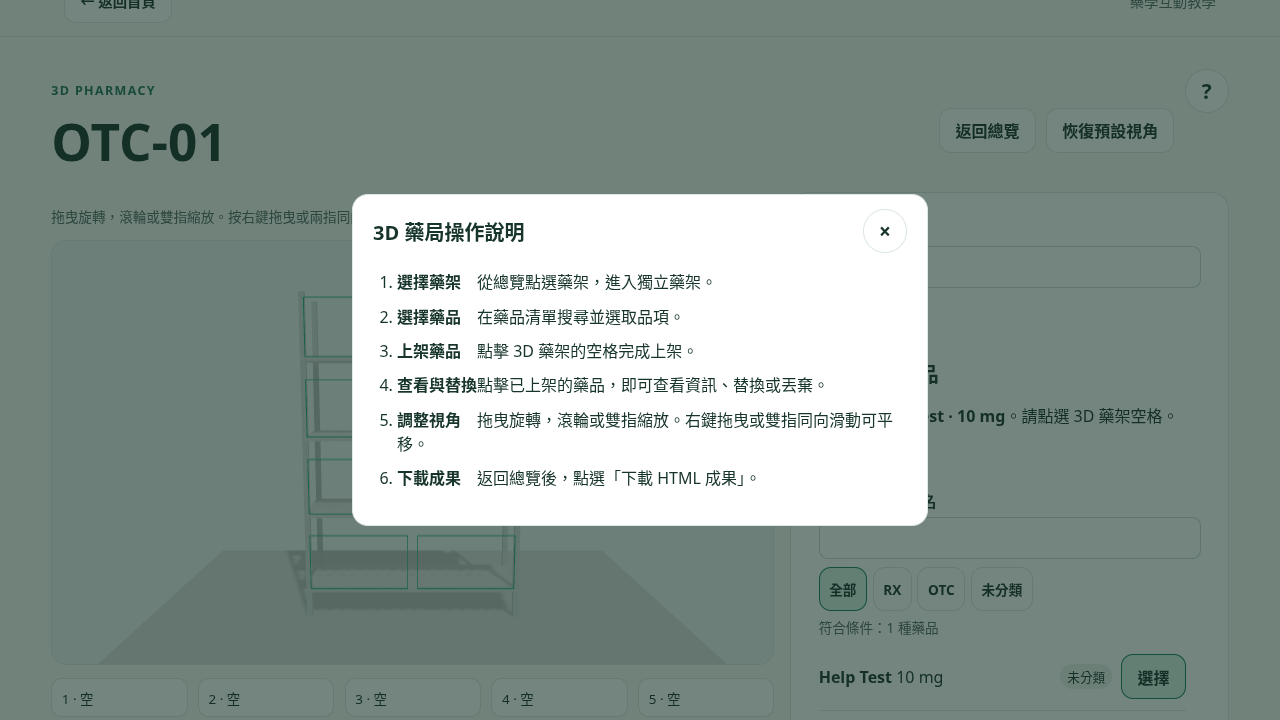 ← 返回首頁
藥學互動教學
3D PHARMACY
?
OTC-01
返回總覽
恢復預設視角
拖曳旋轉，滾輪或雙指縮放。按右鍵拖曳或兩指同
3D 藥局操作說明
×
1. 選擇藥架 從總覽點選藥架，進入獨立藥架。
2. 選擇藥品 在藥品清單搜尋並選取品項。
3. 上架藥品 點擊 3D 藥架的空格完成上架。
4. 查看與替換點擊已上架的藥品，即可查看資訊、替換或丟棄。
5. 調整視角 拖曳旋轉，滾輪或雙指縮放。右鍵拖曳或雙指同向滑動可平
移。
6. 下載成果 返回總覽後，點選「下載 HTML 成果」。
品
est · 10 mg。請點選 3D 藥架空格。
名
全部
RX
OTC
未分類
符合條件：1 種藥品
Help Test 10 mg
未分類
選擇
1 · 空
2 · 空
3 · 空
4 · 空
5 · 空